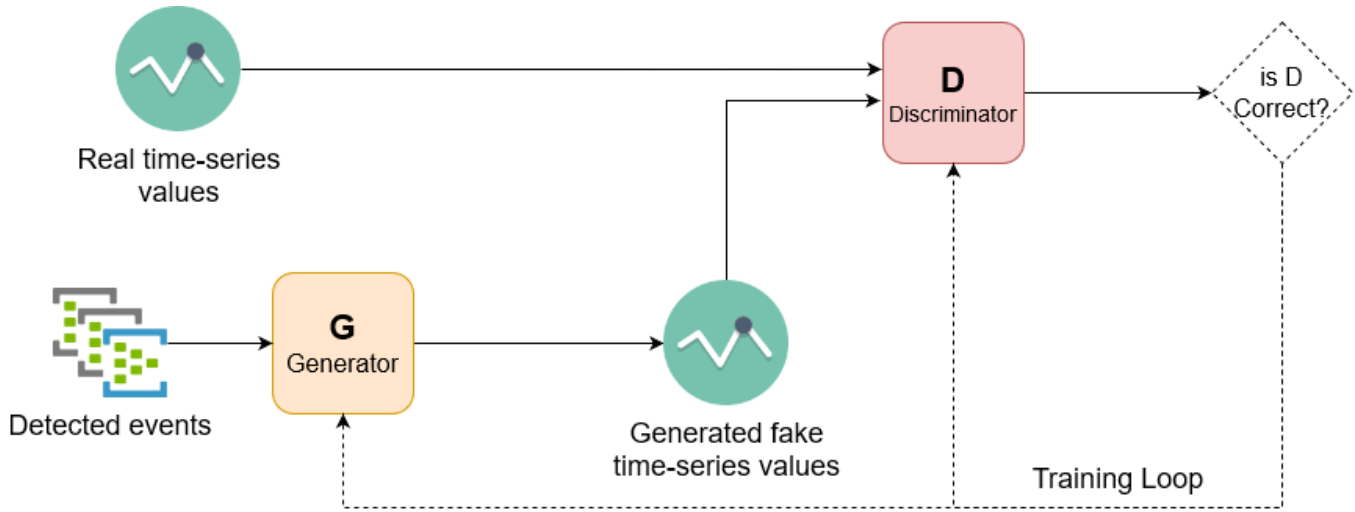 Real time-series
values
D
Discriminator
is D
Correct?
Detected events
G
Generator
Generated fake
time-series values
Training Loop